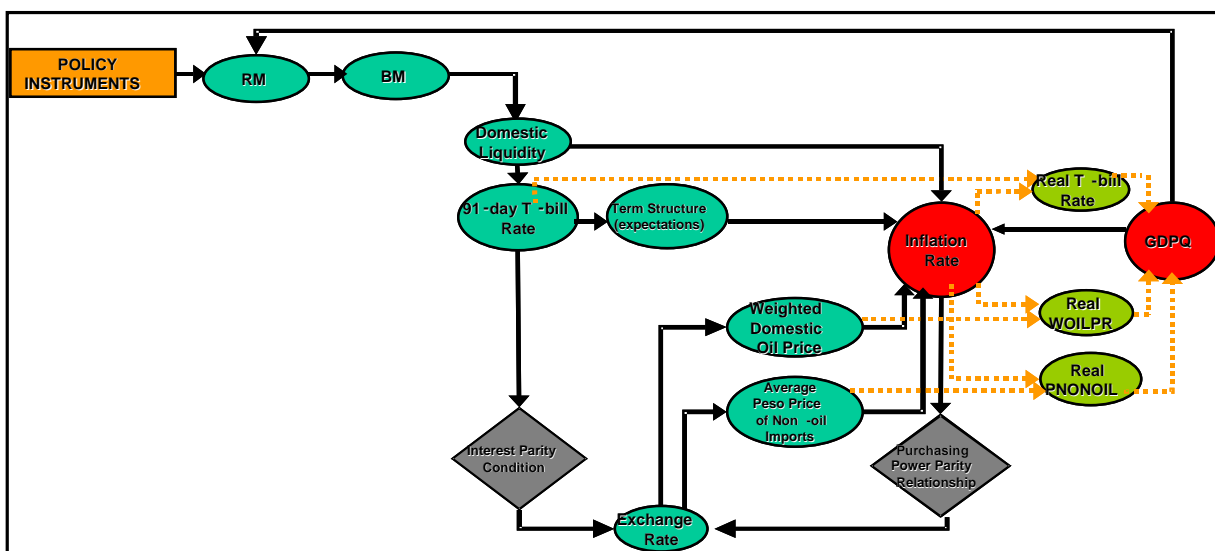 POLICY
INSTRUMENTS
RM
BM
Domestic
Liquidity
91-day T-bill
Rate
Term Structure
(expectations)
Real T-bill
Rate
Inflation
Rate
GDPQ
Weighted
Domestic
Oil Price
Real
WOILPR
Average
Peso Price
of Non-oil
Imports
Real
PNONOIL
Interest Parity
Condition
Purchasing
Power Parity
Relationship
Exchange
Rate